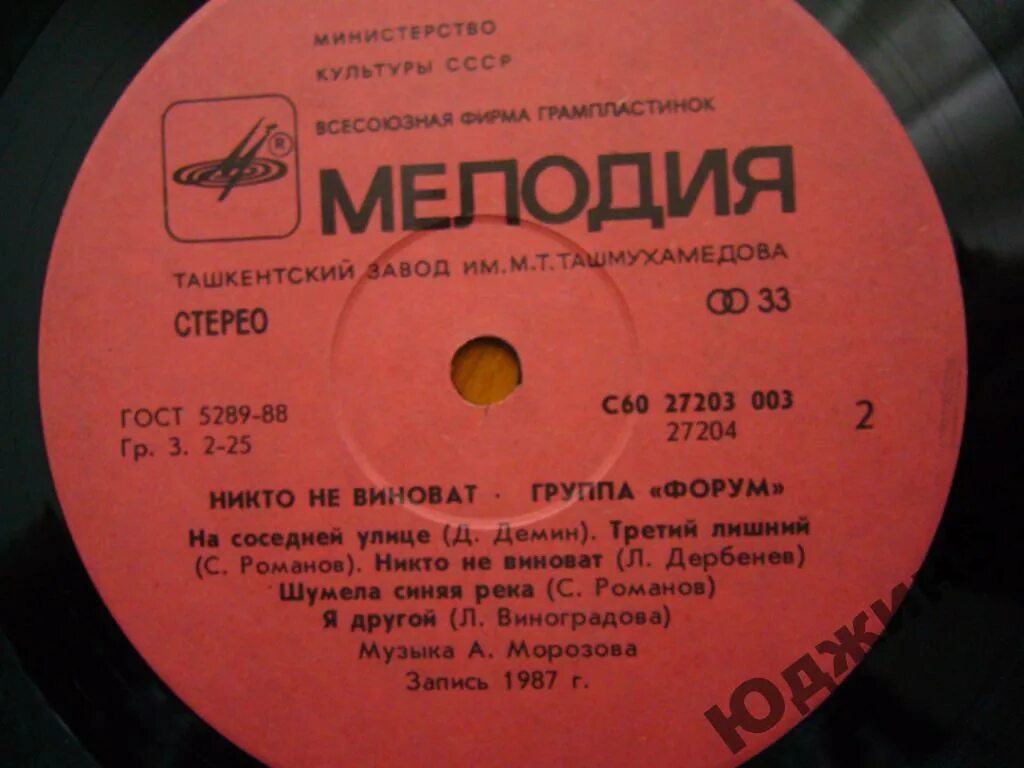 МИНИСТЕРСТВО
КУЛЬТУРЫ СССР
ВСЕСОЮЗНАЯ ФИРМА ГРАМПЛАСТИНОК
®
МЕЛОДИЯ
ТАШКЕНТСКИЙ ЗАВОД ИМ. М.Т. ТАШМУХАМЕДОВА
СТЕРЕО
33
ГОСТ 5289-88
Гр. 3. 2-25
С60 27203 003
27204
2
НИКТО НЕ ВИНОВАТ · ГРУППА «ФОРУМ»
На соседней улице (Д. Демин). Третий лишний
(С. Романов). Никто не виноват (Л. Дербенев)
Шумела синяя река (С. Романов)
Я другой (Л. Виноградова)
Музыка А. Морозова
Запись 1987 г.